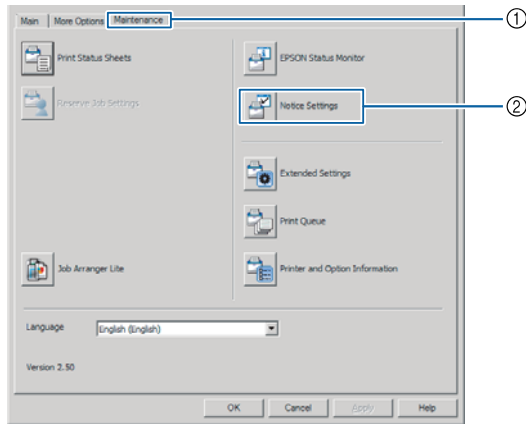 Main More Options Maintenance
①
Print Status Sheets
EPSON Status Monitor
Reserve Job Settings
Notice Settings
②
Extended Settings
Print Queue
Job Arranger Lite
Printer and Option Information
Language English (English)
Version 2.50
OK Cancel Apply Help